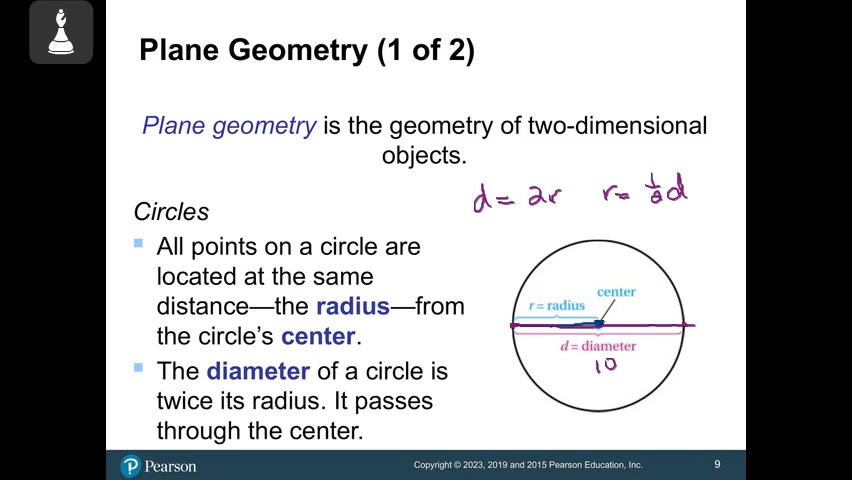 Plane Geometry (1 of 2)
Plane geometry is the geometry of two-dimensional
objects.
d = 2r r = 1/2 d
Circles
All points on a circle are
located at the same
distance—the radius—from
the circle's center.
The diameter of a circle is
twice its radius. It passes
through the center.
center
r = radius
d = diameter
10
Pearson
Copyright © 2023, 2019 and 2015 Pearson Education, Inc.
9